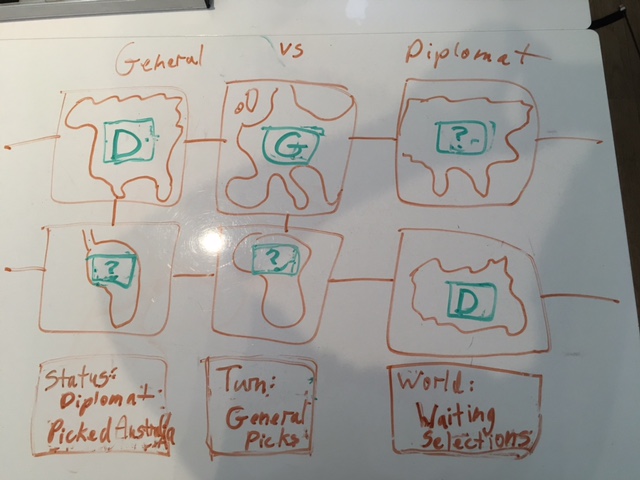 General vs Diplomat
D
G
?
?
?
D
Status:
Diplomat
Picked Australia
Turn:
General
Picks
World:
Waiting
Selections